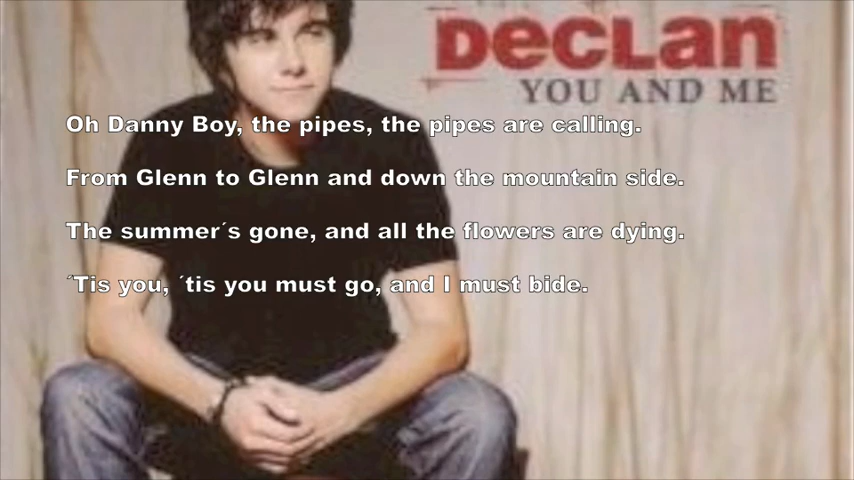 DECLAN
YOU AND ME
Oh Danny Boy, the pipes, the pipes are calling.
From Glenn to Glenn and down the mountain side.
The summer´s gone, and all the flowers are dying.
´Tis you, ´tis you must go, and I must bide.